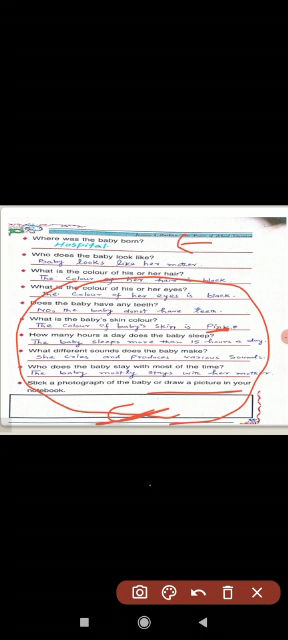 Where was the baby born?
Hospital
Who does the baby look like?
Baby looks like her mother
What is the colour of his or her hair?
The colour of her hair is black
What is the colour of his or her eyes?
The colour of her eyes is black.
Does the baby have any teeth?
No, the baby donot have teeth.
What is the baby's skin colour?
The colour of baby's skin is Pink.
How many hours a day does the baby sleep?
The baby sleeps more than 15 hours a day.
What different sounds does the baby make?
She cries and produces various sounds.
Who does the baby stay with most of the time?
The baby mostly stays with her mother.
Stick a photograph of the baby or draw a picture in your
notebook.